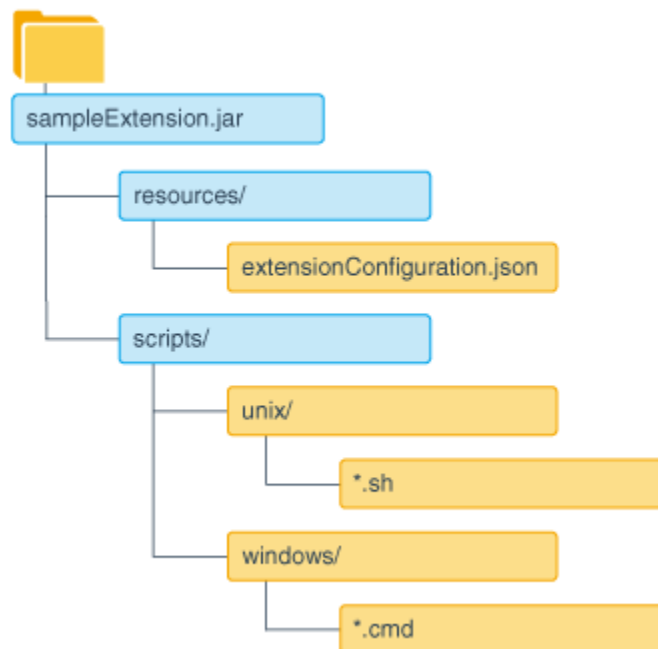 sampleExtension.jar
resources/
extensionConfiguration.json
scripts/
unix/
*.sh
windows/
*.cmd